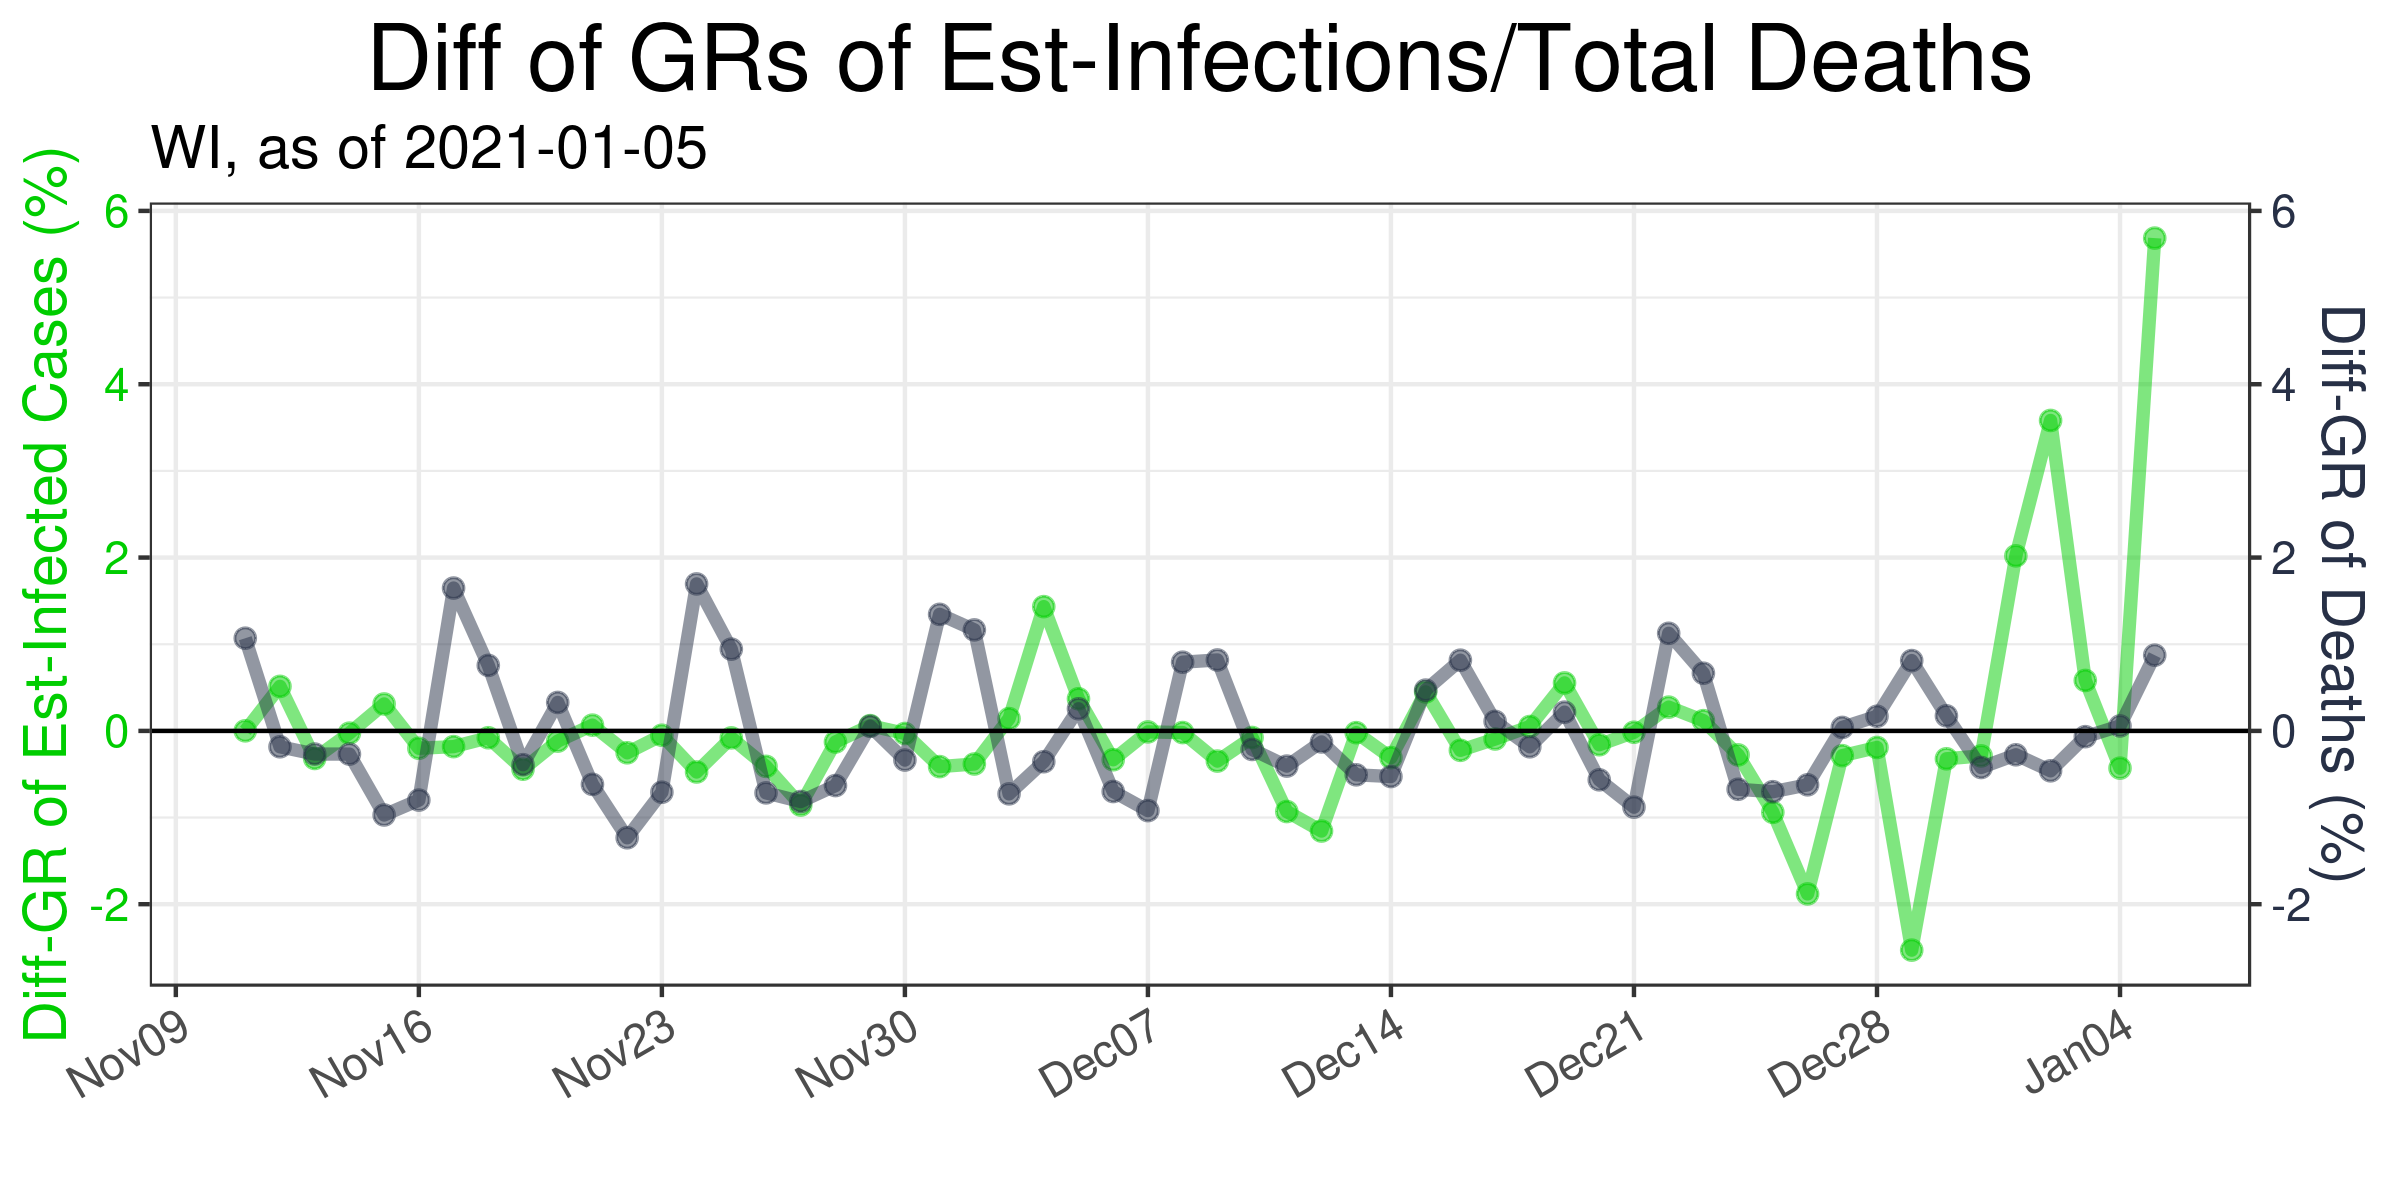 Diff of GRs of Est-Infections/Total Deaths
WI, as of 2021-01-05
Diff-GR of Est-Infected Cases (%)
6
4
2
0
-2
6
4
2
0
-2
Diff-GR of Deaths (%)
Nov09
Nov16
Nov23
Nov30
Dec07
Dec14
Dec21
Dec28
Jan04